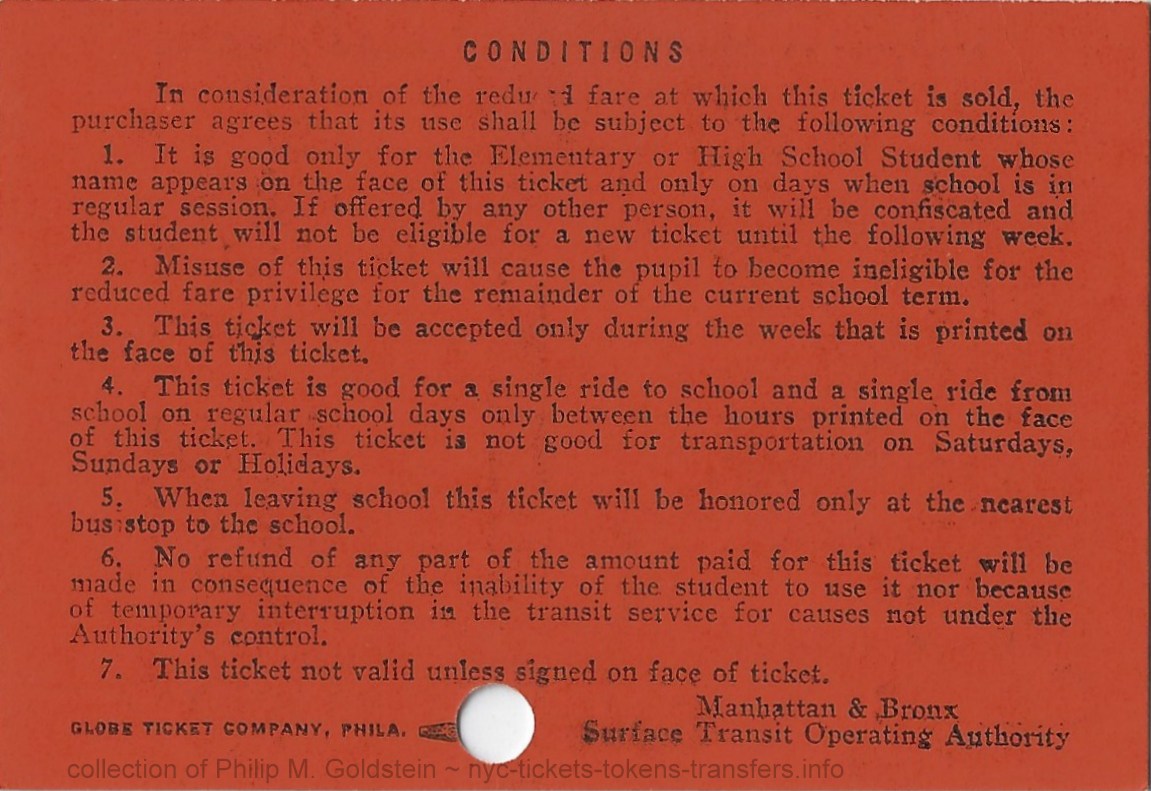 CONDITIONS
In consideration of the reduced fare at which this ticket is sold, the
purchaser agrees that its use shall be subject to the following conditions:
1. It is good only for the Elementary or High School Student whose
name appears on the face of this ticket and only on days when school is in
regular session. If offered by any other person, it will be confiscated and
the student will not be eligible for a new ticket until the following week.
2. Misuse of this ticket will cause the pupil to become ineligible for the
reduced fare privilege for the remainder of the current school term.
3. This ticket will be accepted only during the week that is printed on
the face of this ticket.
4. This ticket is good for a single ride to school and a single ride from
school on regular school days only between the hours printed on the face
of this ticket. This ticket is not good for transportation on Saturdays,
Sundays or Holidays.
5. When leaving school this ticket will be honored only at the nearest
bus stop to the school.
6. No refund of any part of the amount paid for this ticket will be
made in consequence of the inability of the student to use it nor because
of temporary interruption in the transit service for causes not under the
Authority's control.
7. This ticket not valid unless signed on face of ticket.
Manhattan & Bronx
GLOBE TICKET COMPANY, PHILA. Surface Transit Operating Authority
collection of Philip M. Goldstein ~ nyc-tickets-tokens-transfers.info